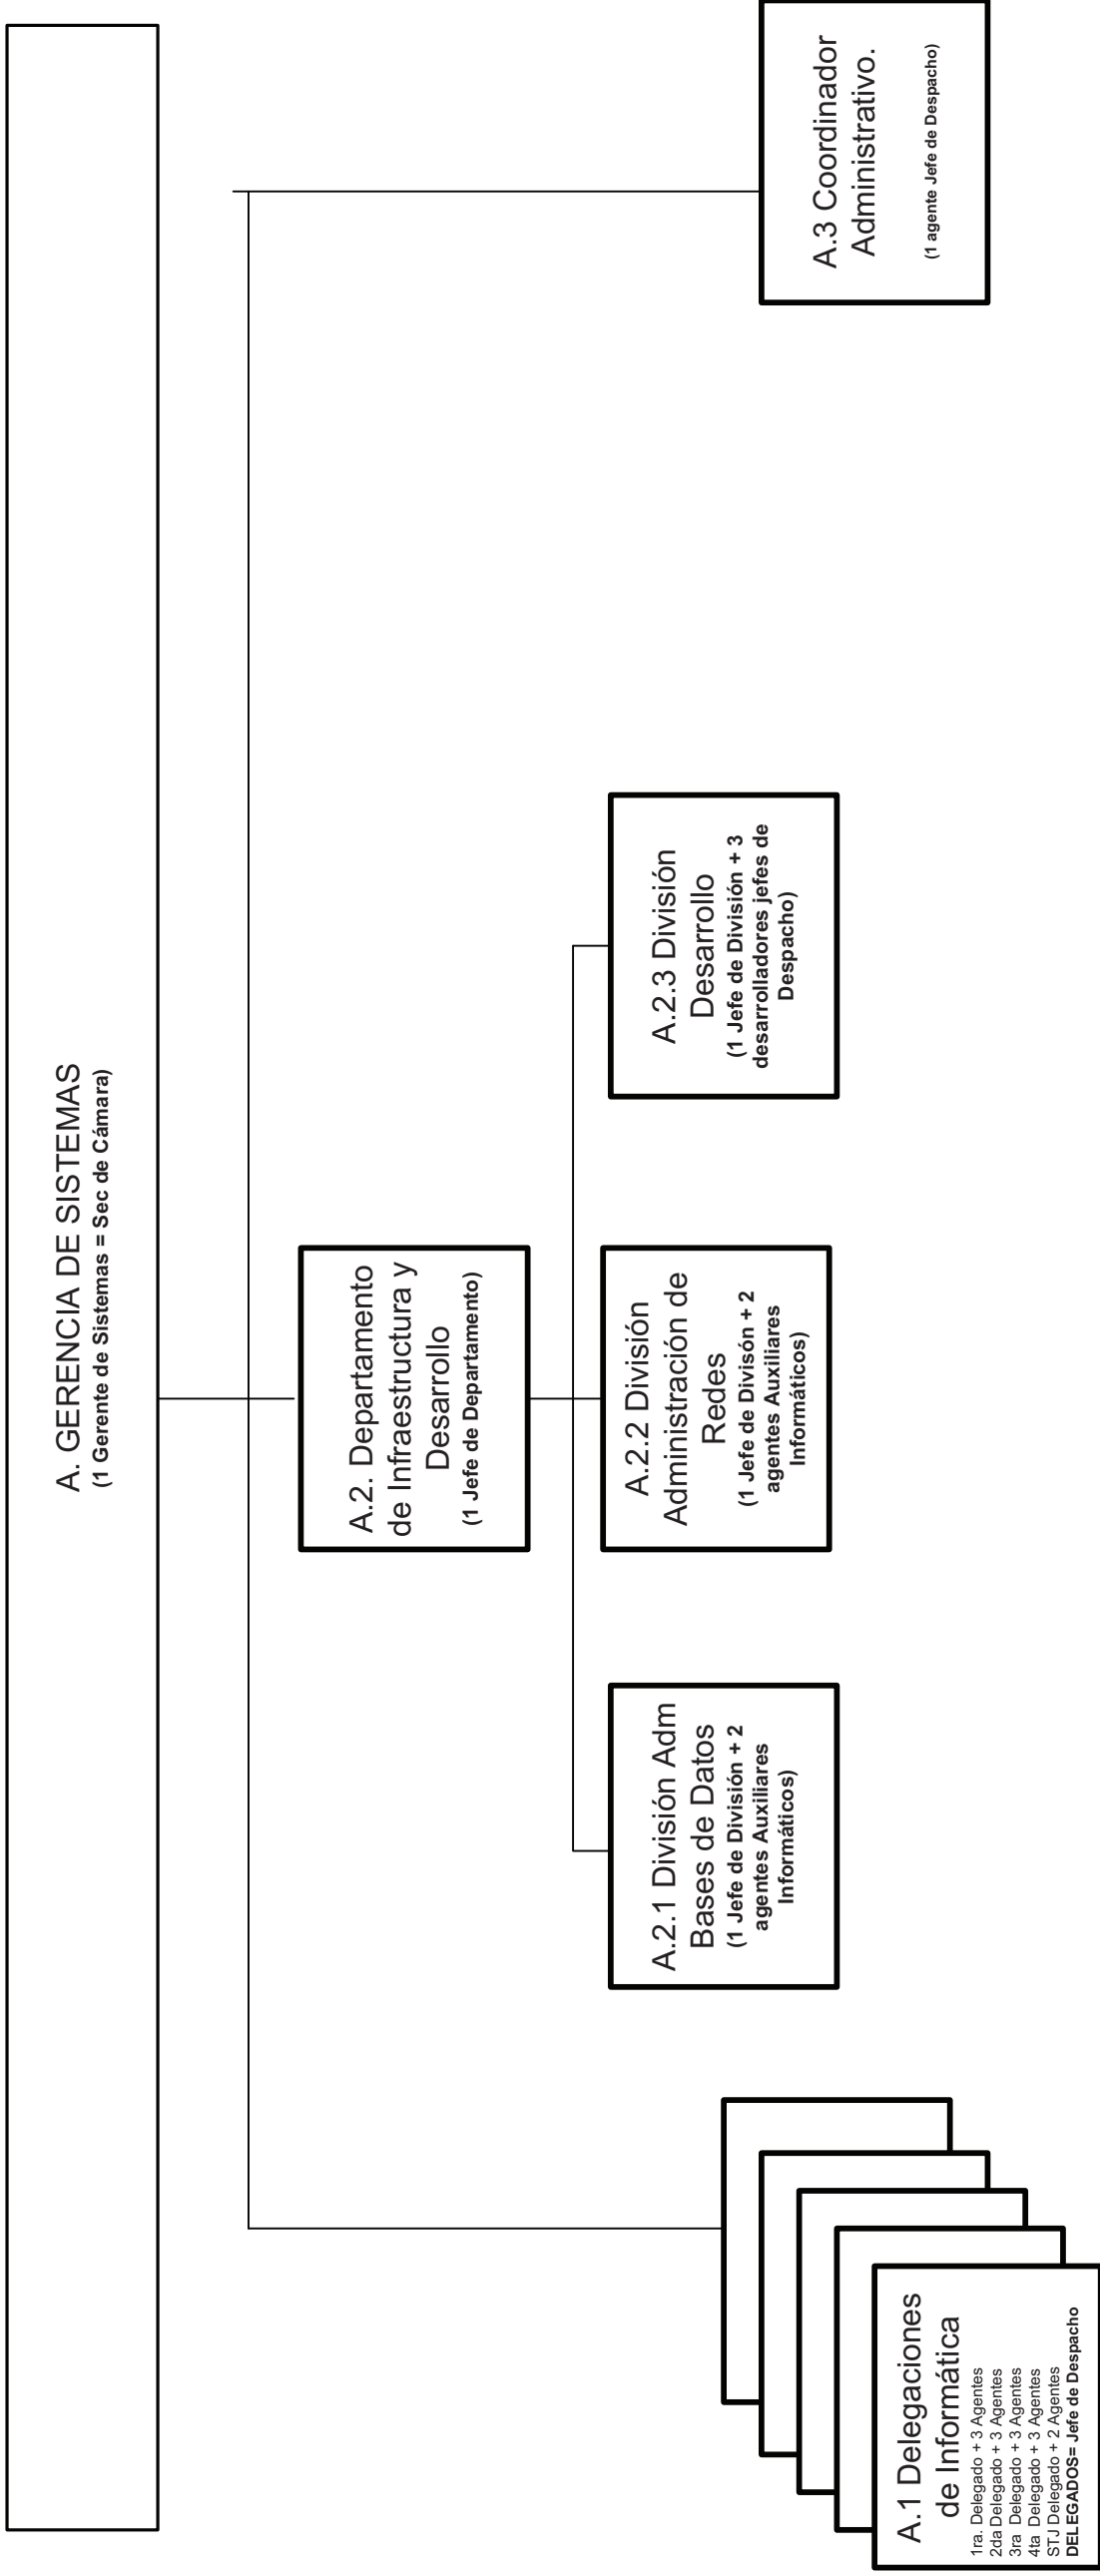 A. GERENCIA DE SISTEMAS
(1 Gerente de Sistemas = Sec de Cámara)
A.2. Departamento
de Infraestructura y
Desarrollo
(1 Jefe de Departamento)
A.1 Delegaciones
de Informática
1ra. Delegado + 3 Agentes
2da Delegado + 3 Agentes
3ra Delegado + 3 Agentes
4ta Delegado + 3 Agentes
STJ Delegado + 2 Agentes
DELEGADOS= Jefe de Despacho
A.2.1 División Adm
Bases de Datos
(1 Jefe de División + 2
agentes Auxiliares
Informáticos)
A.2.2 División
Administración de
Redes
(1 Jefe de Divisón + 2
agentes Auxiliares
Informáticos)
A.2.3 División
Desarrollo
(1 Jefe de División + 3
desarrolladores jefes de
Despacho)
A.3 Coordinador
Administrativo.
(1 agente Jefe de Despacho)